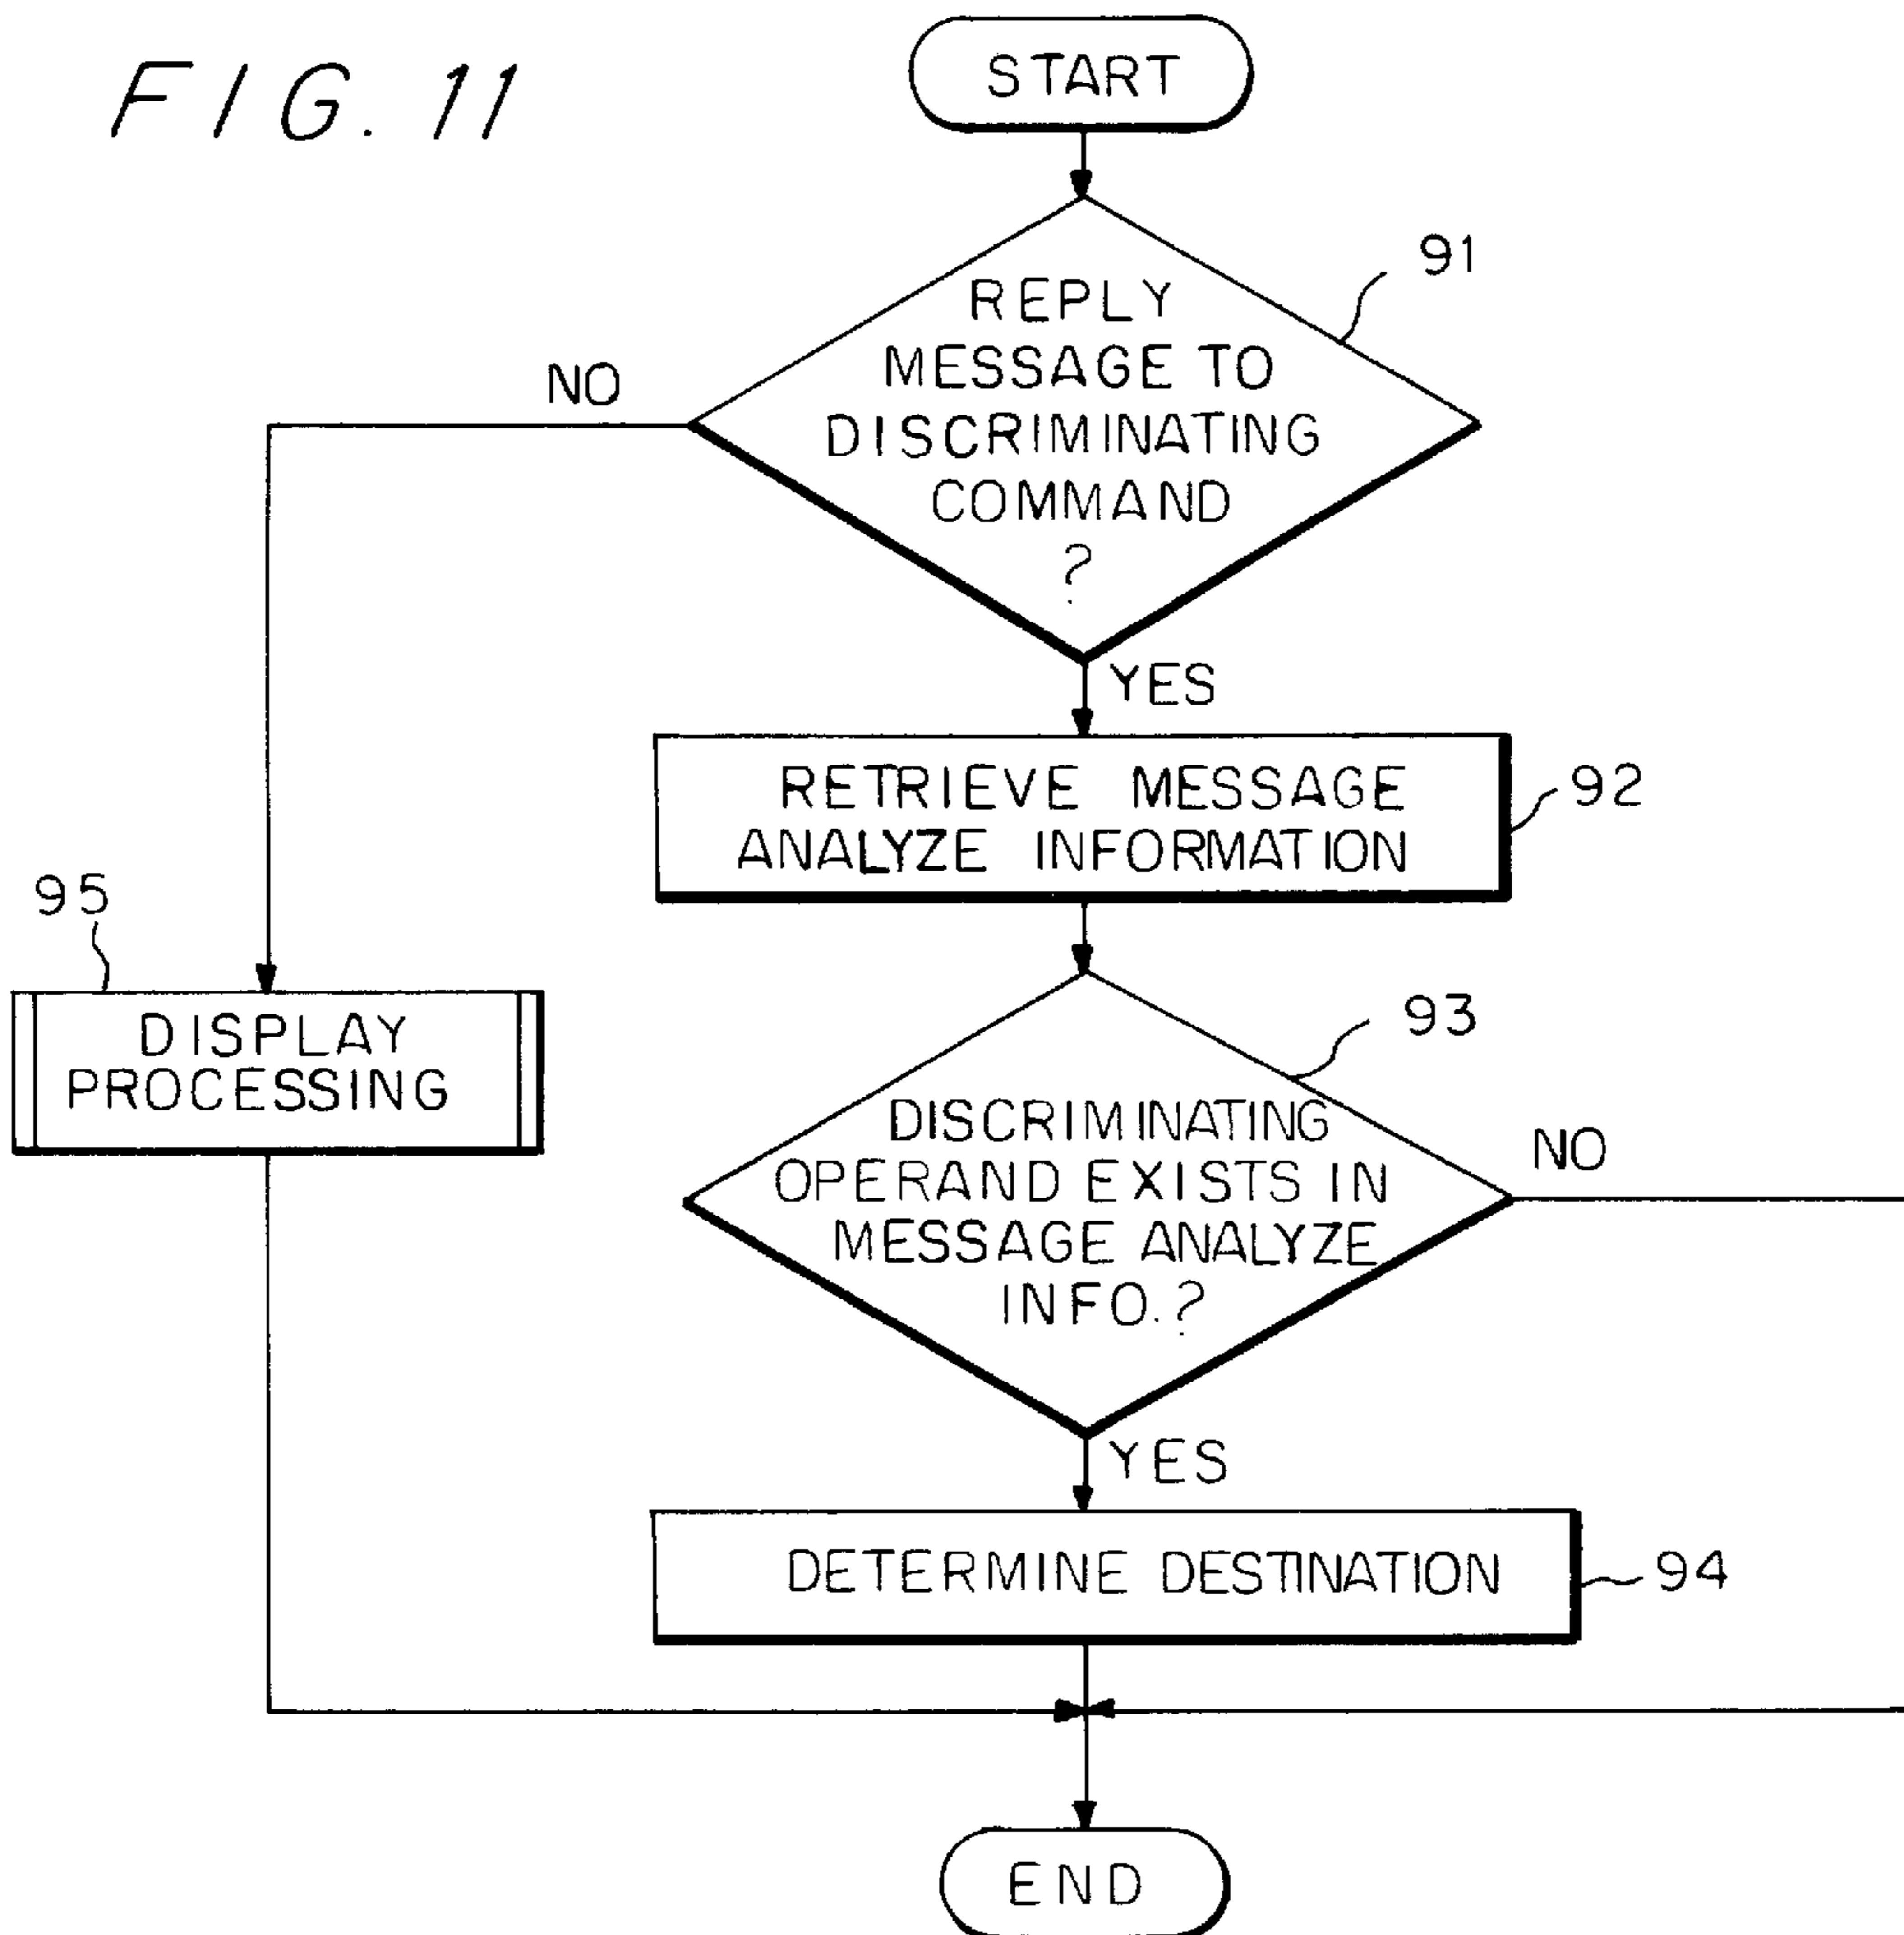 FIG. 11
START
91
REPLY
MESSAGE TO
DISCRIMINATING
COMMAND
?
NO
YES
RETRIEVE MESSAGE
ANALYZE INFORMATION
92
95
DISPLAY
PROCESSING
93
DISCRIMINATING
OPERAND EXISTS IN
MESSAGE ANALYZE
INFO.?
NO
YES
DETERMINE DESTINATION
94
END